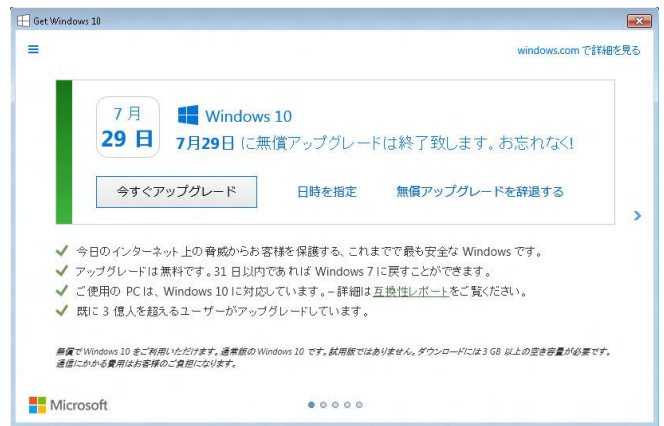 Get Windows 10
windows.com で詳細を見る
7 月
29 日
Windows 10
7月29日 に無償アップグレードは終了致します。お忘れなく!
今すぐアップグレード
日時を指定
無償アップグレードを辞退する
今日のインターネット上の脅威からお客様を保護する、これまでで最も安全な Windows です。
アップグレードは無料です。31 日以内であれば Windows 7 に戻すことができます。
ご使用の PC は、Windows 10 に対応しています。– 詳細は互換性レポートをご覧ください。
既に 3 億人を超えるユーザーがアップグレードしています。
無償で Windows 10 をご利用いただけます。通常版の Windows 10 です。試用版ではありません。ダウンロードには 3 GB 以上の空き容量が必要です。
通信にかかる費用はお客様のご負担になります。
Microsoft